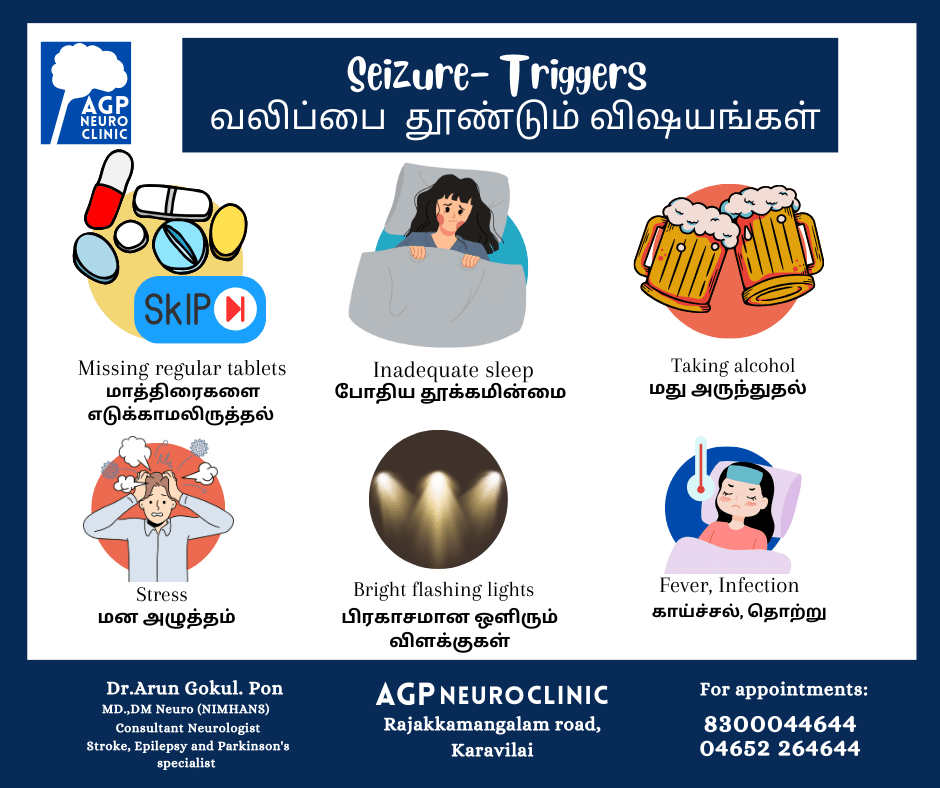 AGP
NEURO
CLINIC
Seizure- Triggers
வலிப்பை தூண்டும் விஷயங்கள்
SkIP
Missing regular tablets
மாத்திரைகளை
எடுக்காமலிருத்தல்
Inadequate sleep
போதிய தூக்கமின்மை
Taking alcohol
மது அருந்துதல்
Stress
மன அழுத்தம்
Bright flashing lights
பிரகாசமான ஒளிரும்
விளக்குகள்
Fever, Infection
காய்ச்சல், தொற்று
Dr.Arun Gokul. Pon
MD.,DM Neuro (NIMHANS)
Consultant Neurologist
Stroke, Epilepsy and Parkinson's
specialist
AGP NEURO CLINIC
Rajakkamangalam road,
Karavilai
For appointments:
8300044644
04652 264644